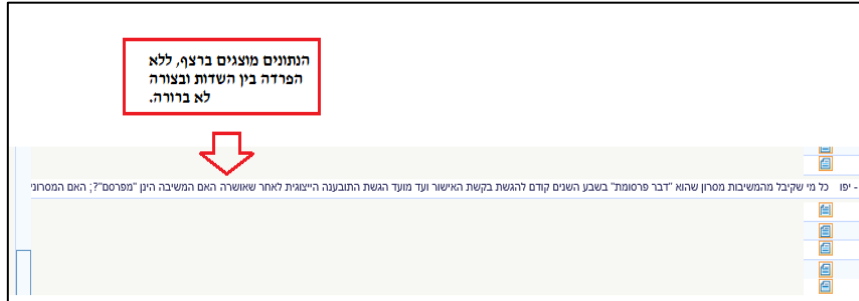 הנתונים מוצגים ברצף, ללא
הפרדה בין השדות ובצורה
לא ברורה.
- יפו כל מי שקיבל מהמשיבות מסרון שהוא "דבר פרסומת" בשבע השנים קודם להגשת בקשת האישור ועד מועד הגשת התובענה הייצוגית לאחר שאושרה האם המשיבה הינן "מפרסם"?; האם המסרוני